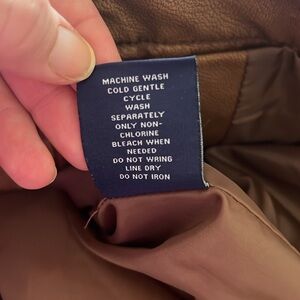 MACHINE WASH
COLD GENTLE
CYCLE
WASH
SEPARATELY
ONLY NON-
CHLORINE
BLEACH WHEN
NEEDED
DO NOT WRING
LINE DRY
DO NOT IRON